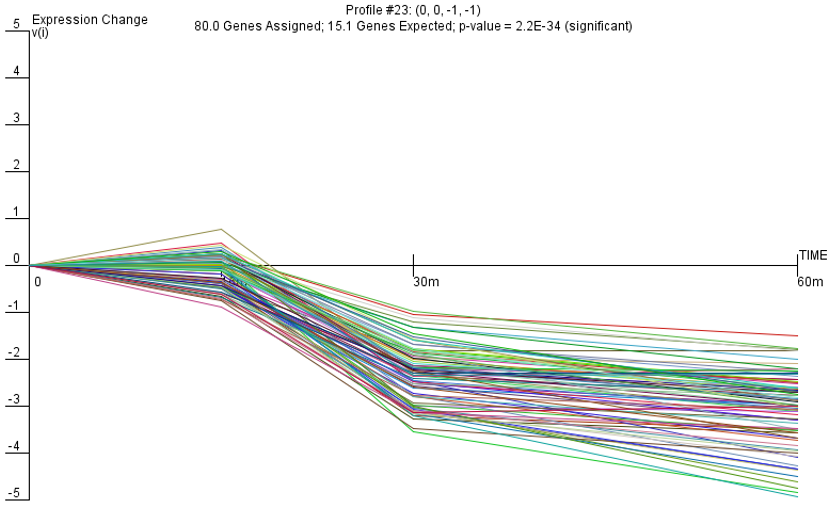 Profile #23: (0, 0, -1, -1)
80.0 Genes Assigned; 15.1 Genes Expected; p-value = 2.2E-34 (significant)
Expression Change
v(i)
5
4
3
2
1
0
-1
-2
-3
-4
-5
TIME
0
30m
60m